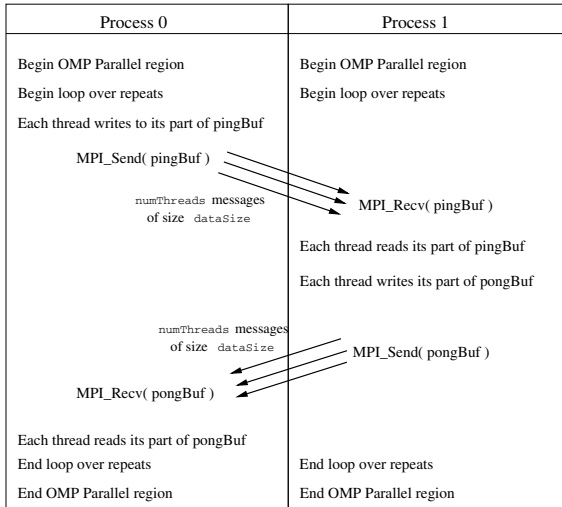 Process 0
Process 1
Begin OMP Parallel region
Begin OMP Parallel region
Begin loop over repeats
Begin loop over repeats
Each thread writes to its part of pingBuf
MPI_Send( pingBuf )
numThreads messages
of size dataSize
MPI_Recv( pingBuf )
Each thread reads its part of pingBuf
Each thread writes its part of pongBuf
numThreads messages
of size dataSize
MPI_Send( pongBuf )
MPI_Recv( pongBuf )
Each thread reads its part of pongBuf
End loop over repeats
End loop over repeats
End OMP Parallel region
End OMP Parallel region